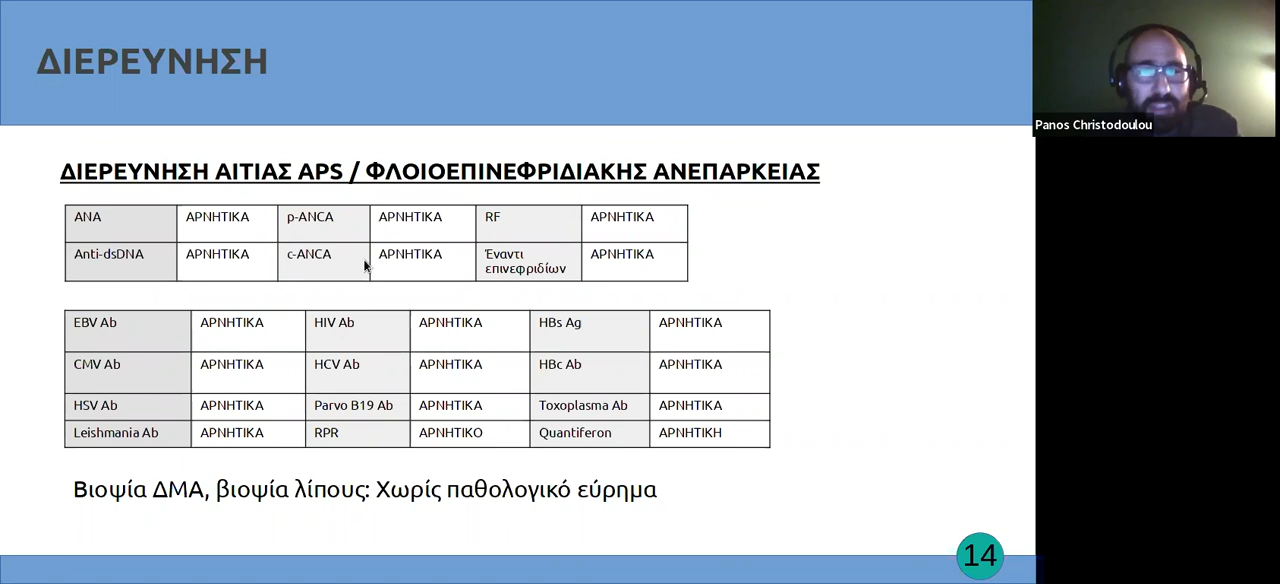 ΔΙΕΡΕΥΝΗΣΗ
Panos Christodoulou
ΔΙΕΡΕΥΝΗΣΗ ΑΙΤΙΑΣ APS / ΦΛΟΙΟΕΠΙΝΕΦΡΙΔΙΑΚΗΣ ΑΝΕΠΑΡΚΕΙΑΣ
ANA ΑΡΝΗΤΙΚΑ p-ANCA ΑΡΝΗΤΙΚΑ RF ΑΡΝΗΤΙΚΑ
Anti-dsDNA ΑΡΝΗΤΙΚΑ c-ANCA ΑΡΝΗΤΙΚΑ Έναντι επινεφριδίων ΑΡΝΗΤΙΚΑ
EBV Ab ΑΡΝΗΤΙΚΑ HIV Ab ΑΡΝΗΤΙΚΑ HBs Ag ΑΡΝΗΤΙΚΑ
CMV Ab ΑΡΝΗΤΙΚΑ HCV Ab ΑΡΝΗΤΙΚΑ HBc Ab ΑΡΝΗΤΙΚΑ
HSV Ab ΑΡΝΗΤΙΚΑ Parvo B19 Ab ΑΡΝΗΤΙΚΑ Toxoplasma Ab ΑΡΝΗΤΙΚΑ
Leishmania Ab ΑΡΝΗΤΙΚΑ RPR ΑΡΝΗΤΙΚΟ Quantiferon ΑΡΝΗΤΙΚΗ
Βιοψία ΔΜΑ, βιοψία λίπους: Χωρίς παθολογικό εύρημα
14